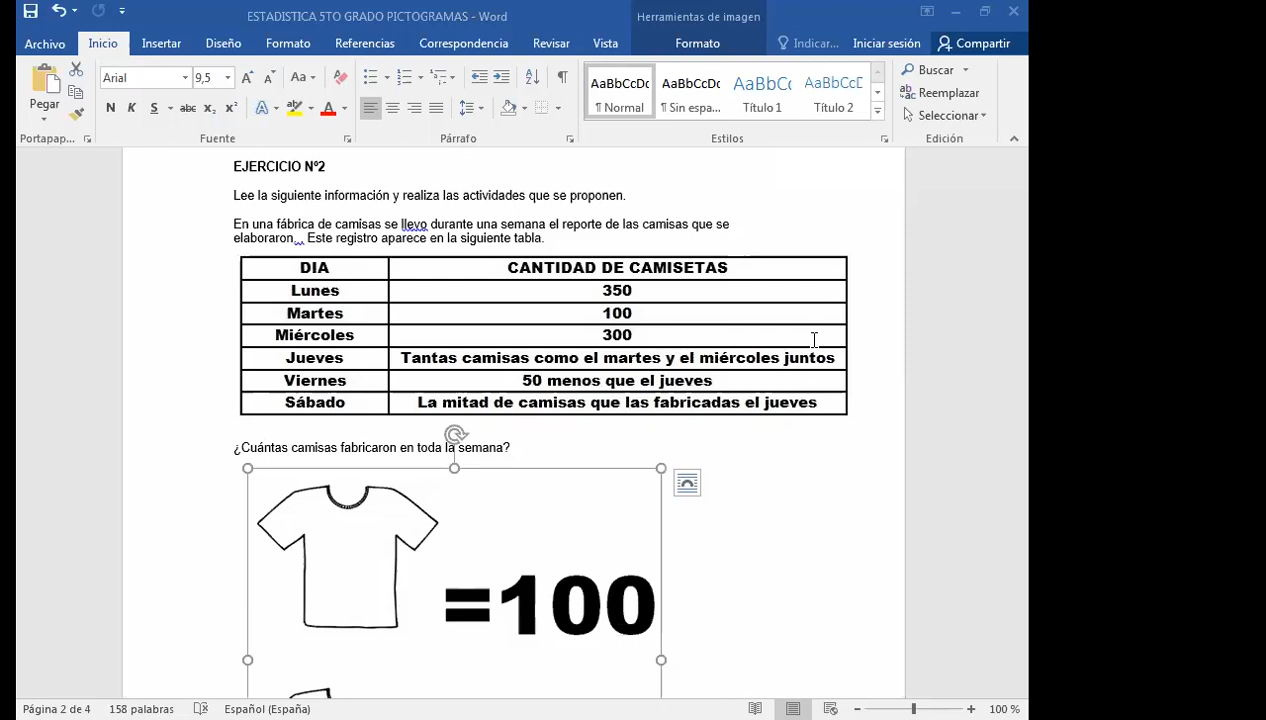 ESTADISTICA 5TO GRADO PICTOGRAMAS - Word
Herramientas de imagen
Archivo Inicio Insertar Diseño Formato Referencias Correspondencia Revisar Vista Formato Indicar... Iniciar sesión Compartir
Pegar
Arial 9,5
AaBbCcDc AaBbCcDc AaBbCc AaBbCcD
¶ Normal ¶ Sin espa... Título 1 Título 2
Buscar
Reemplazar
Seleccionar
Portapap... Fuente Párrafo Estilos Edición
EJERCICIO Nº2
Lee la siguiente información y realiza las actividades que se proponen.
En una fábrica de camisas se llevo durante una semana el reporte de las camisas que se
elaboraron.. Este registro aparece en la siguiente tabla.
DIA CANTIDAD DE CAMISETAS
Lunes 350
Martes 100
Miércoles 300
Jueves Tantas camisas como el martes y el miércoles juntos
Viernes 50 menos que el jueves
Sábado La mitad de camisas que las fabricadas el jueves
¿Cuántas camisas fabricaron en toda la semana?
=100
Página 2 de 4 158 palabras Español (España) 100 %